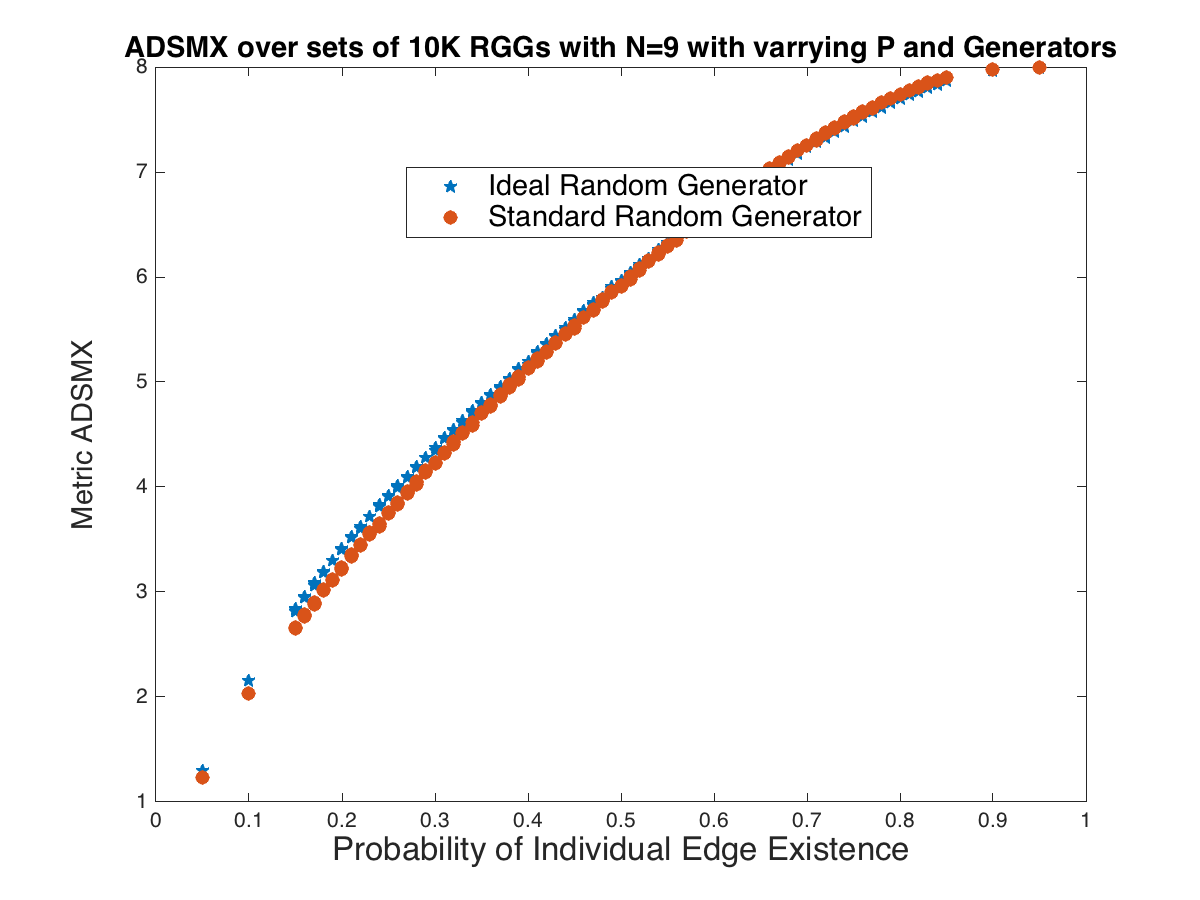 ADSMX over sets of 10K RGGs with N=9 with varrying P and Generators
8
7
6
5
4
3
2
1
Metric ADSMX
Ideal Random Generator
Standard Random Generator
0 0.1 0.2 0.3 0.4 0.5 0.6 0.7 0.8 0.9 1
Probability of Individual Edge Existence